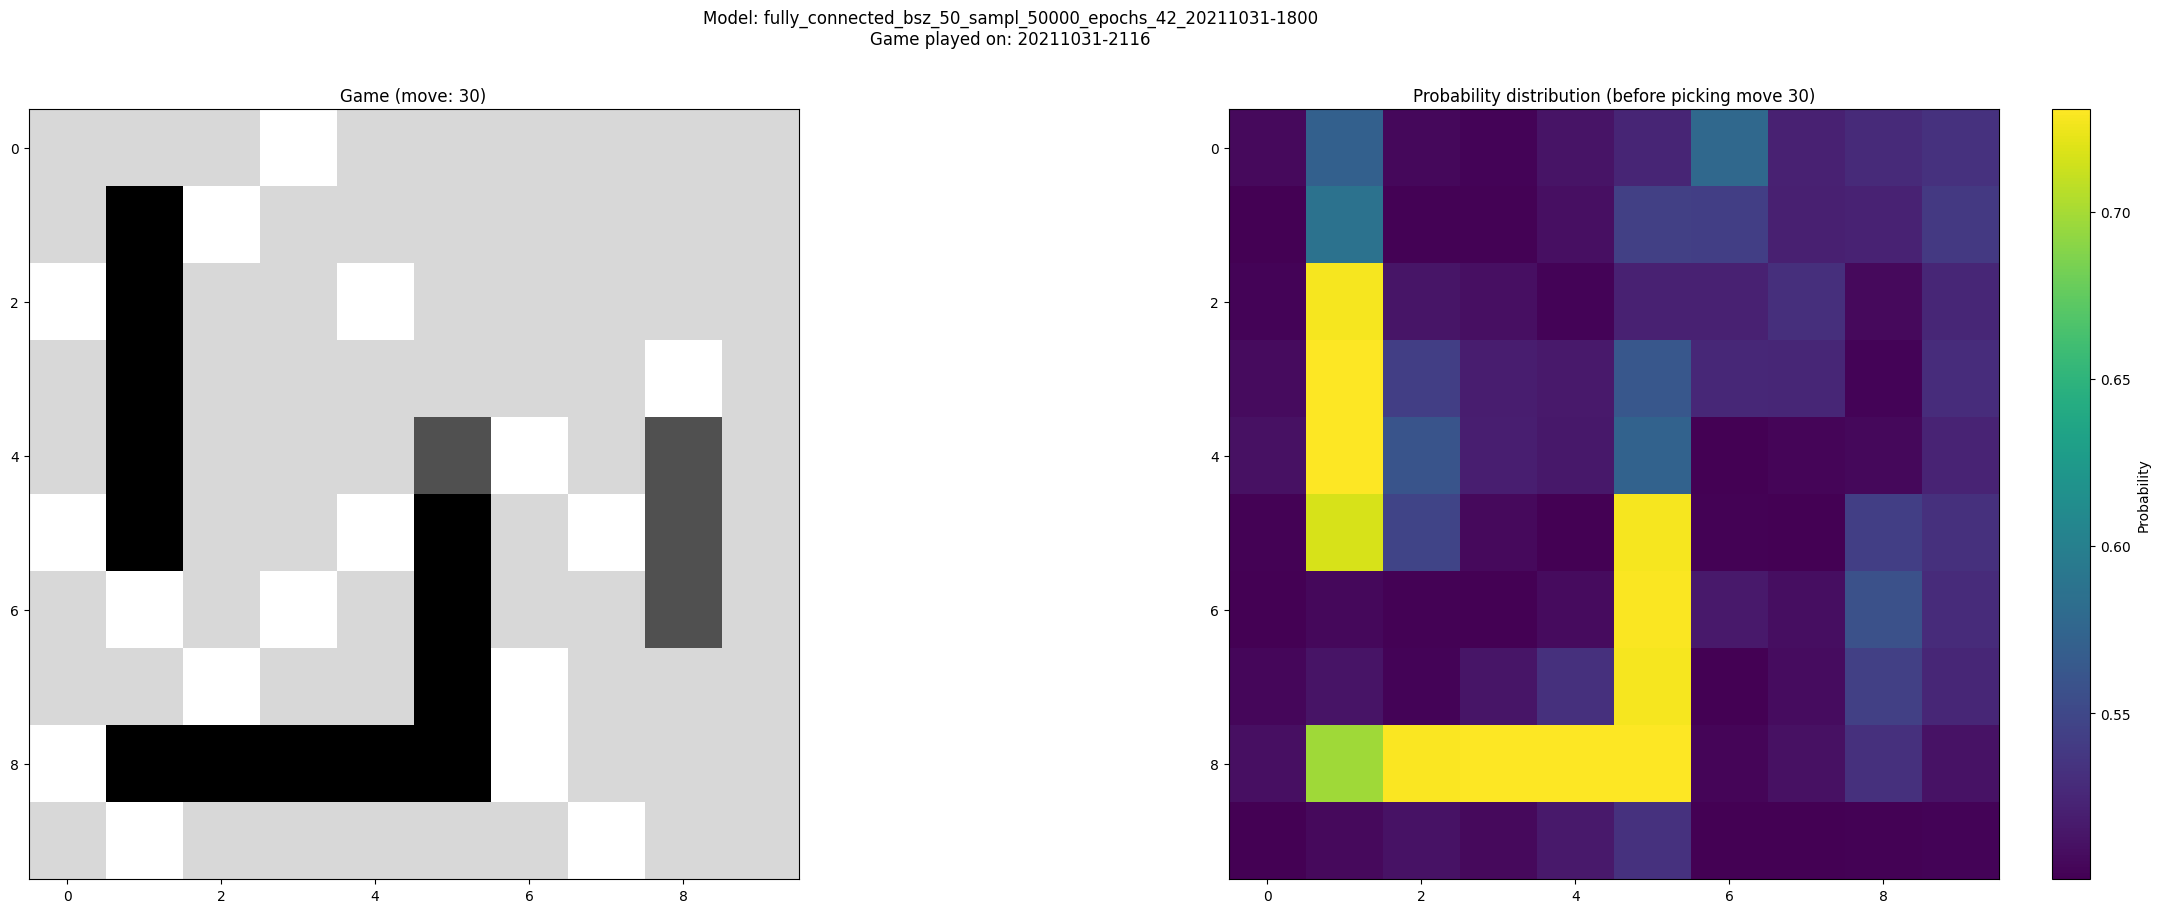 Model: fully_connected_bsz_50_sampl_50000_epochs_42_20211031-1800
Game played on: 20211031-2116
Game (move: 30)
Probability distribution (before picking move 30)
0
2
4
6
8
0 2 4 6 8
0
2
4
6
8
0 2 4 6 8
0.70
0.65
0.60
0.55
Probability